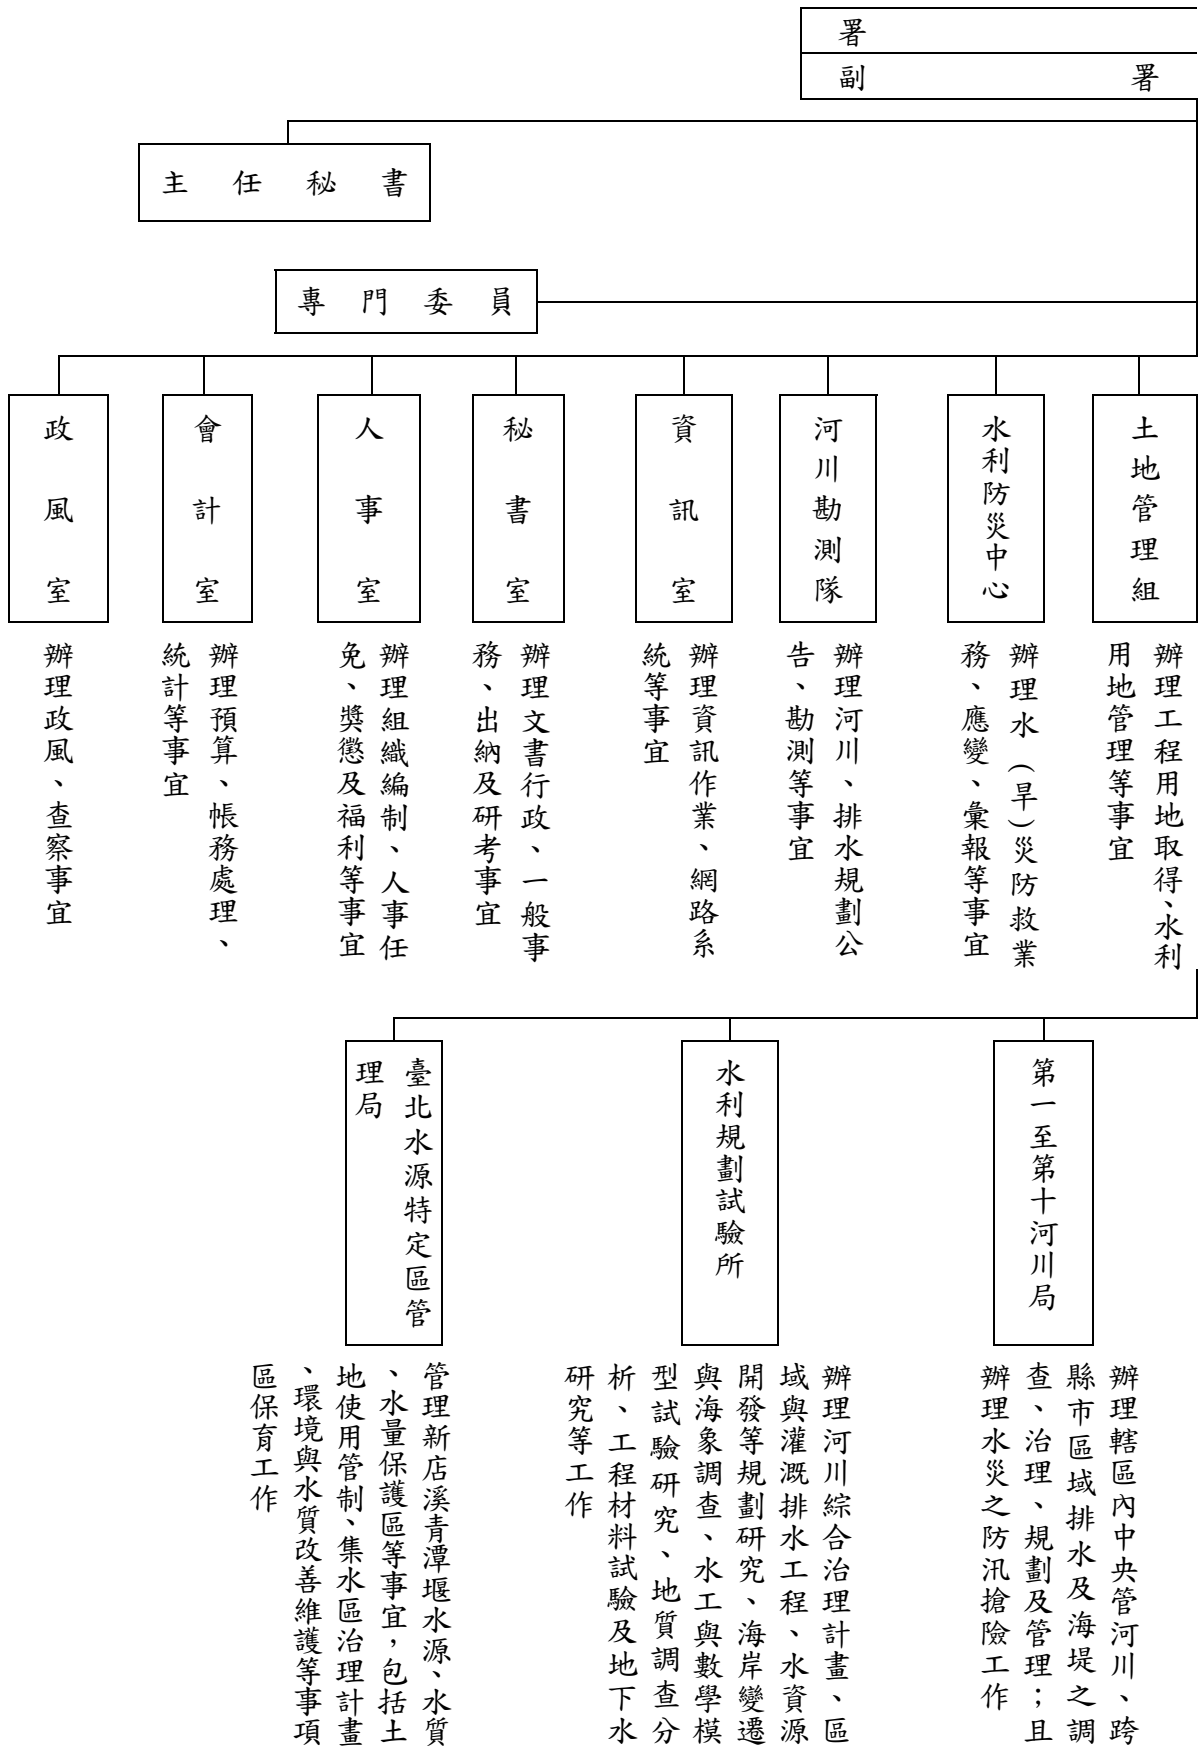 署
副 署
主任秘書
專門委員
土地管理組
辦理工程用地取得、水利
用地管理等事宜
水利防災中心
辦理水(旱)災防救業
務、應變、彙報等事宜
河川勘測隊
辦理河川、排水規劃公
告、勘測等事宜
資訊室
辦理資訊作業、網路系
統等事宜
秘書室
辦理文書行政、一般事
務、出納及研考事宜
人事室
辦理組織編制、人事任
免、獎懲及福利等事宜
會計室
辦理預算、帳務處理、
統計等事宜
政風室
辦理政風、查察事宜
第一至第十河川局
辦理轄區內中央管河川、跨
縣市區域排水及海堤之調
查、治理、規劃及管理；且
辦理水災之防汛搶險工作
水利規劃試驗所
辦理河川綜合治理計畫、區
域與灌溉排水工程、水資源
開發等規劃研究、海岸變遷
與海象調查、水工與數學模
型試驗研究、地質調查分
析、工程材料試驗及地下水
研究等工作
臺北水源特定區管
理局
管理新店溪青潭堰水源、水質
、水量保護區等事宜，包括土
地使用管制、集水區治理計畫
、環境與水質改善維護等事項
區保育工作